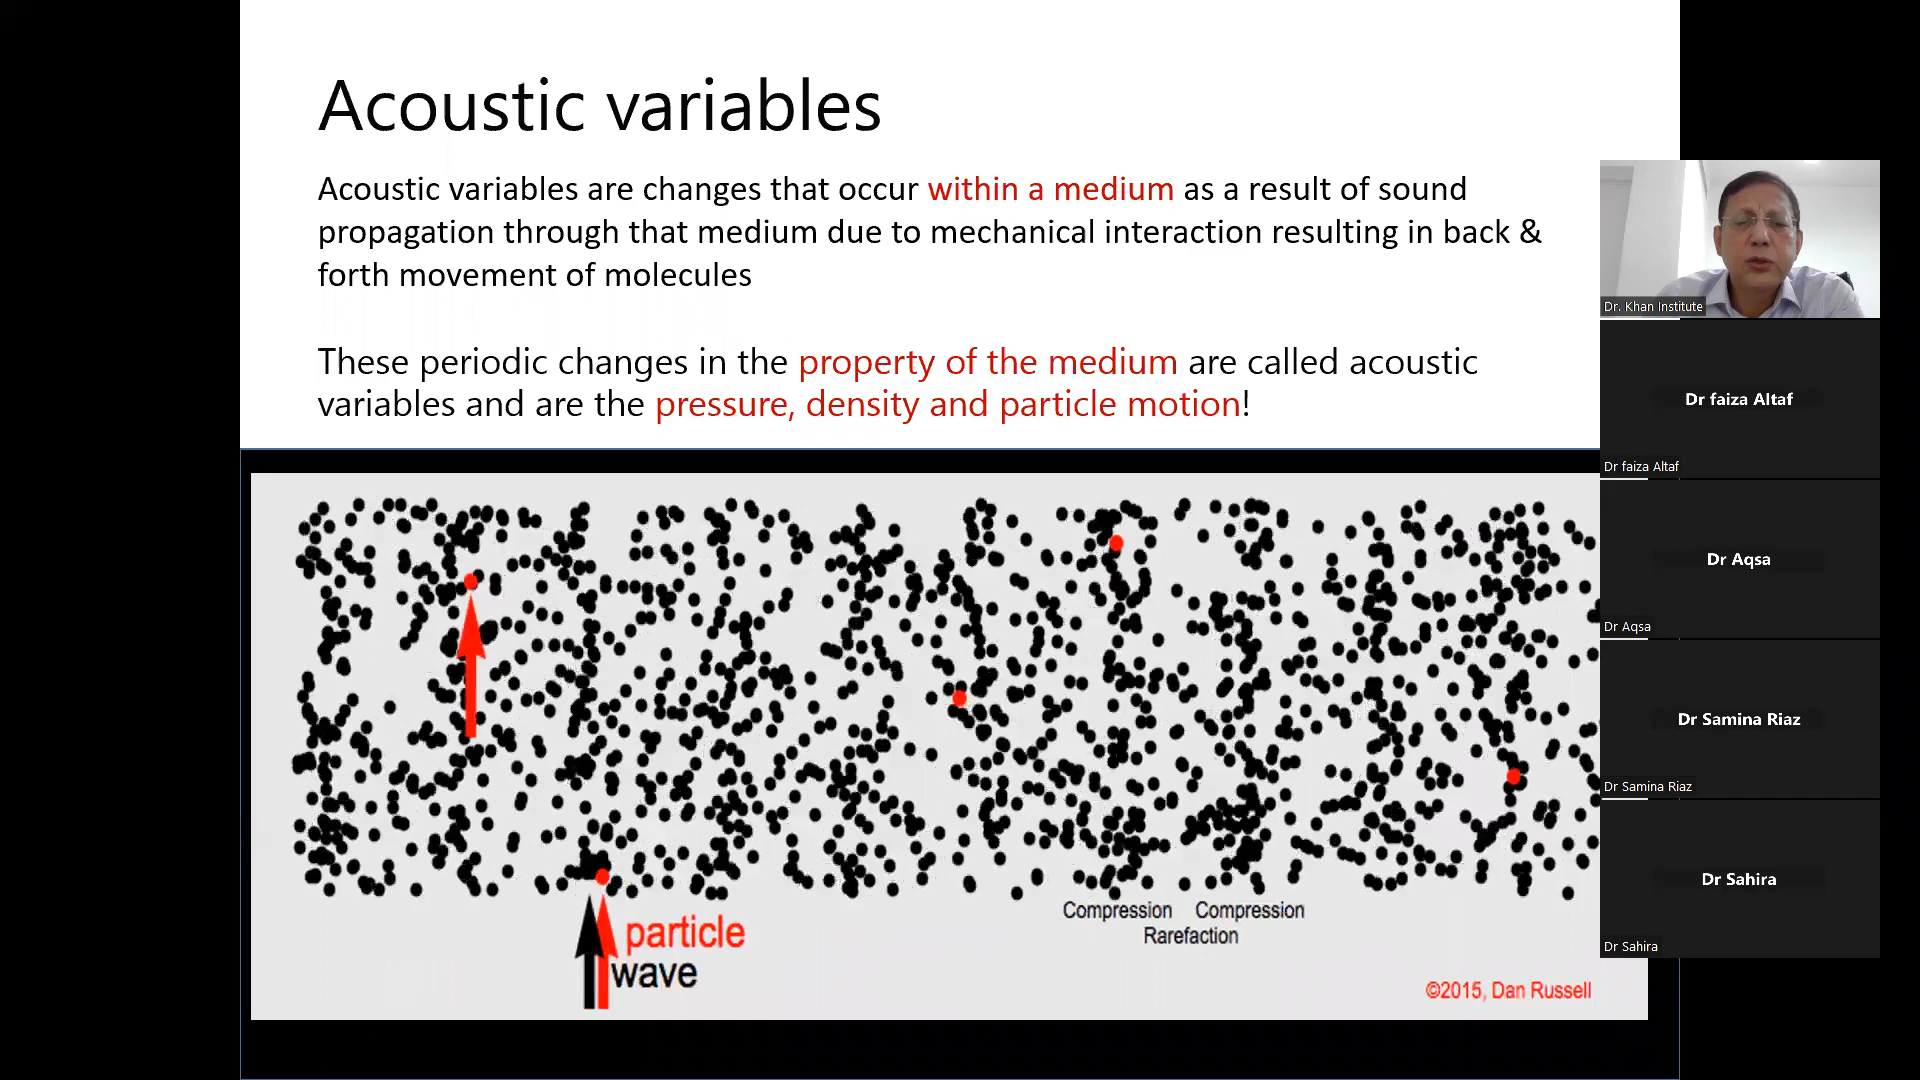 Acoustic variables
Acoustic variables are changes that occur within a medium as a result of sound
propagation through that medium due to mechanical interaction resulting in back &
forth movement of molecules
These periodic changes in the property of the medium are called acoustic
variables and are the pressure, density and particle motion!
particle
wave
Compression Compression
Rarefaction
©2015, Dan Russell
Dr. Khan Institute
Dr faiza Altaf
Dr faiza Altaf
Dr Aqsa
Dr Aqsa
Dr Samina Riaz
Dr Samina Riaz
Dr Sahira
Dr Sahira